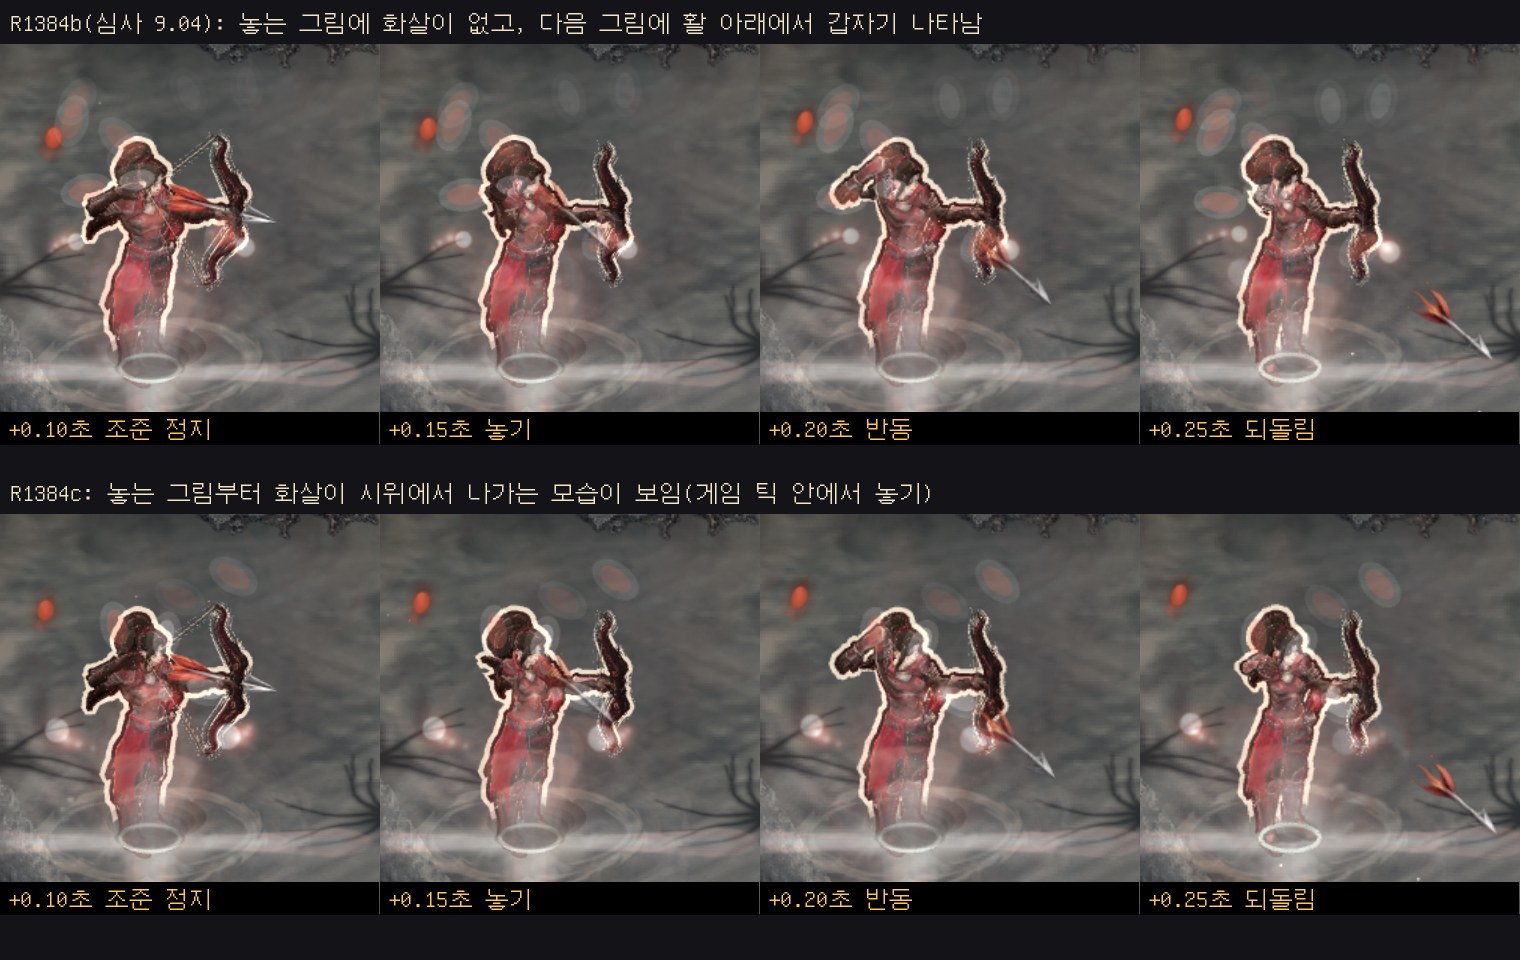 R1384b(심사 9.04): 놓는 그림에 화살이 없고, 다음 그림에 활 아래에서 갑자기 나타남
+0.10초 조준 정지
+0.15초 놓기
+0.20초 반동
+0.25초 되돌림
R1384c: 놓는 그림부터 화살이 시위에서 나가는 모습이 보임(게임 틱 안에서 놓기)
+0.10초 조준 정지
+0.15초 놓기
+0.20초 반동
+0.25초 되돌림